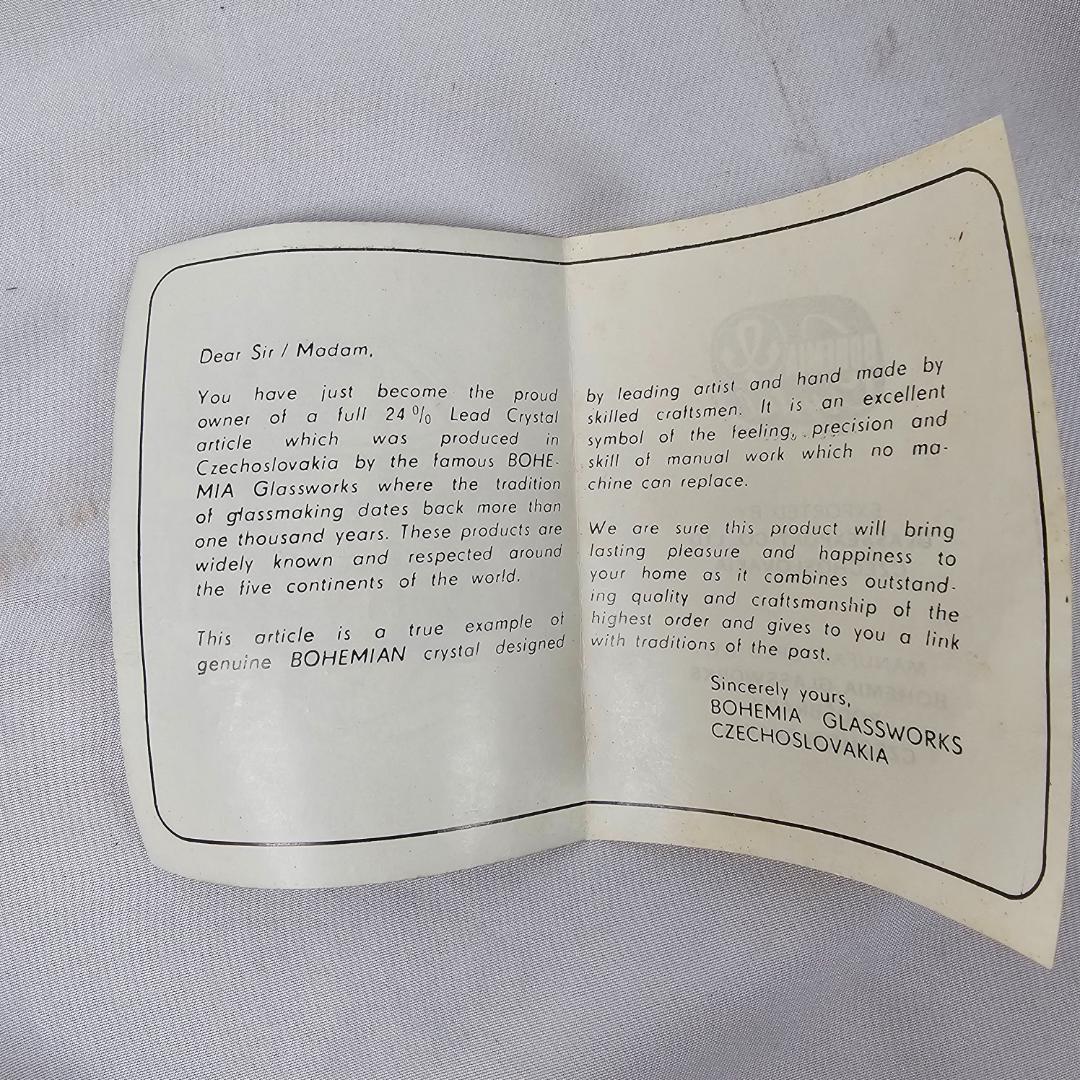 Dear Sir / Madam,
You have just become the proud
owner of a full 24 % Lead Crystal
article which was produced in
Czechoslovakia by the famous BOHE-
MIA Glassworks where the tradition
of glassmaking dates back more than
one thousand years. These products are
widely known and respected around
the five continents of the world.
This article is a true example of
genuine BOHEMIAN crystal designed
by leading artist and hand made by
skilled craftsmen. It is an excellent
symbol of the feeling, precision and
skill of manual work which no ma-
chine can replace.
We are sure this product will bring
lasting pleasure and happiness to
your home as it combines outstand-
ing quality and craftsmanship of the
highest order and gives to you a link
with traditions of the past.
Sincerely yours,
BOHEMIA GLASSWORKS
CZECHOSLOVAKIA